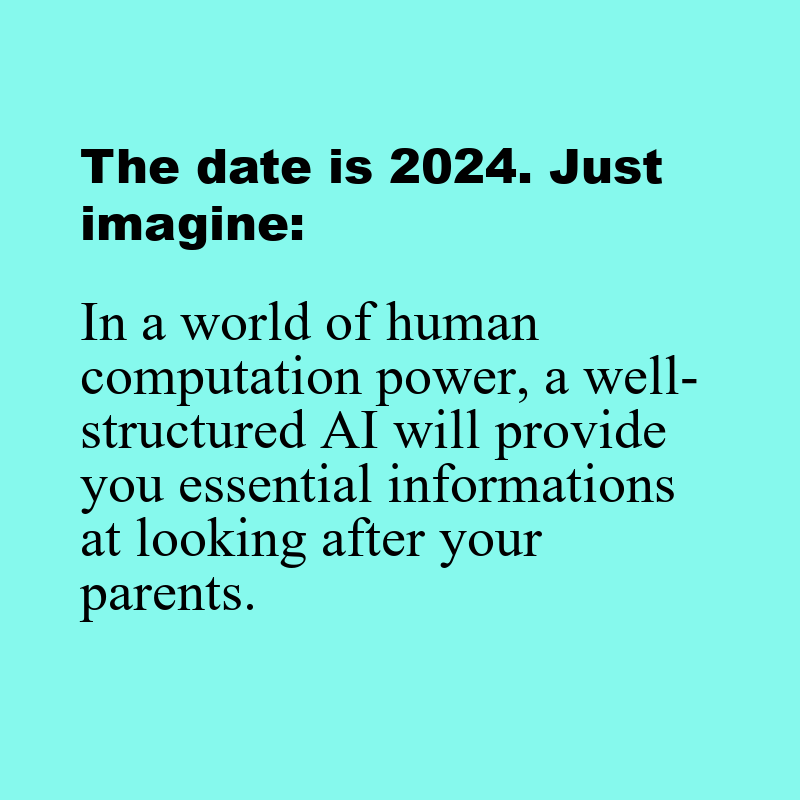 The date is 2024. Just
imagine:
In a world of human
computation power, a well-
structured AI will provide
you essential informations
at looking after your
parents.